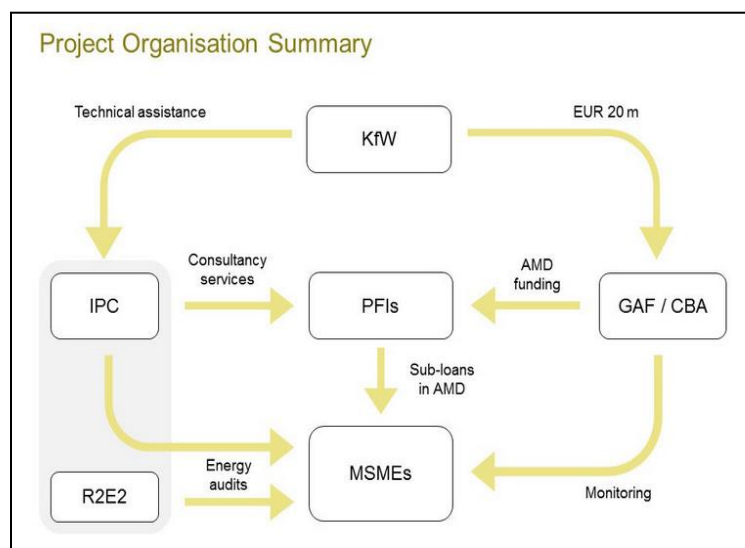 Project Organisation Summary
Technical assistance
KfW
EUR 20 m
IPC
Consultancy
services
PFIs
AMD
funding
GAF / CBA
Sub-loans
in AMD
R2E2
Energy
audits
MSMEs
Monitoring